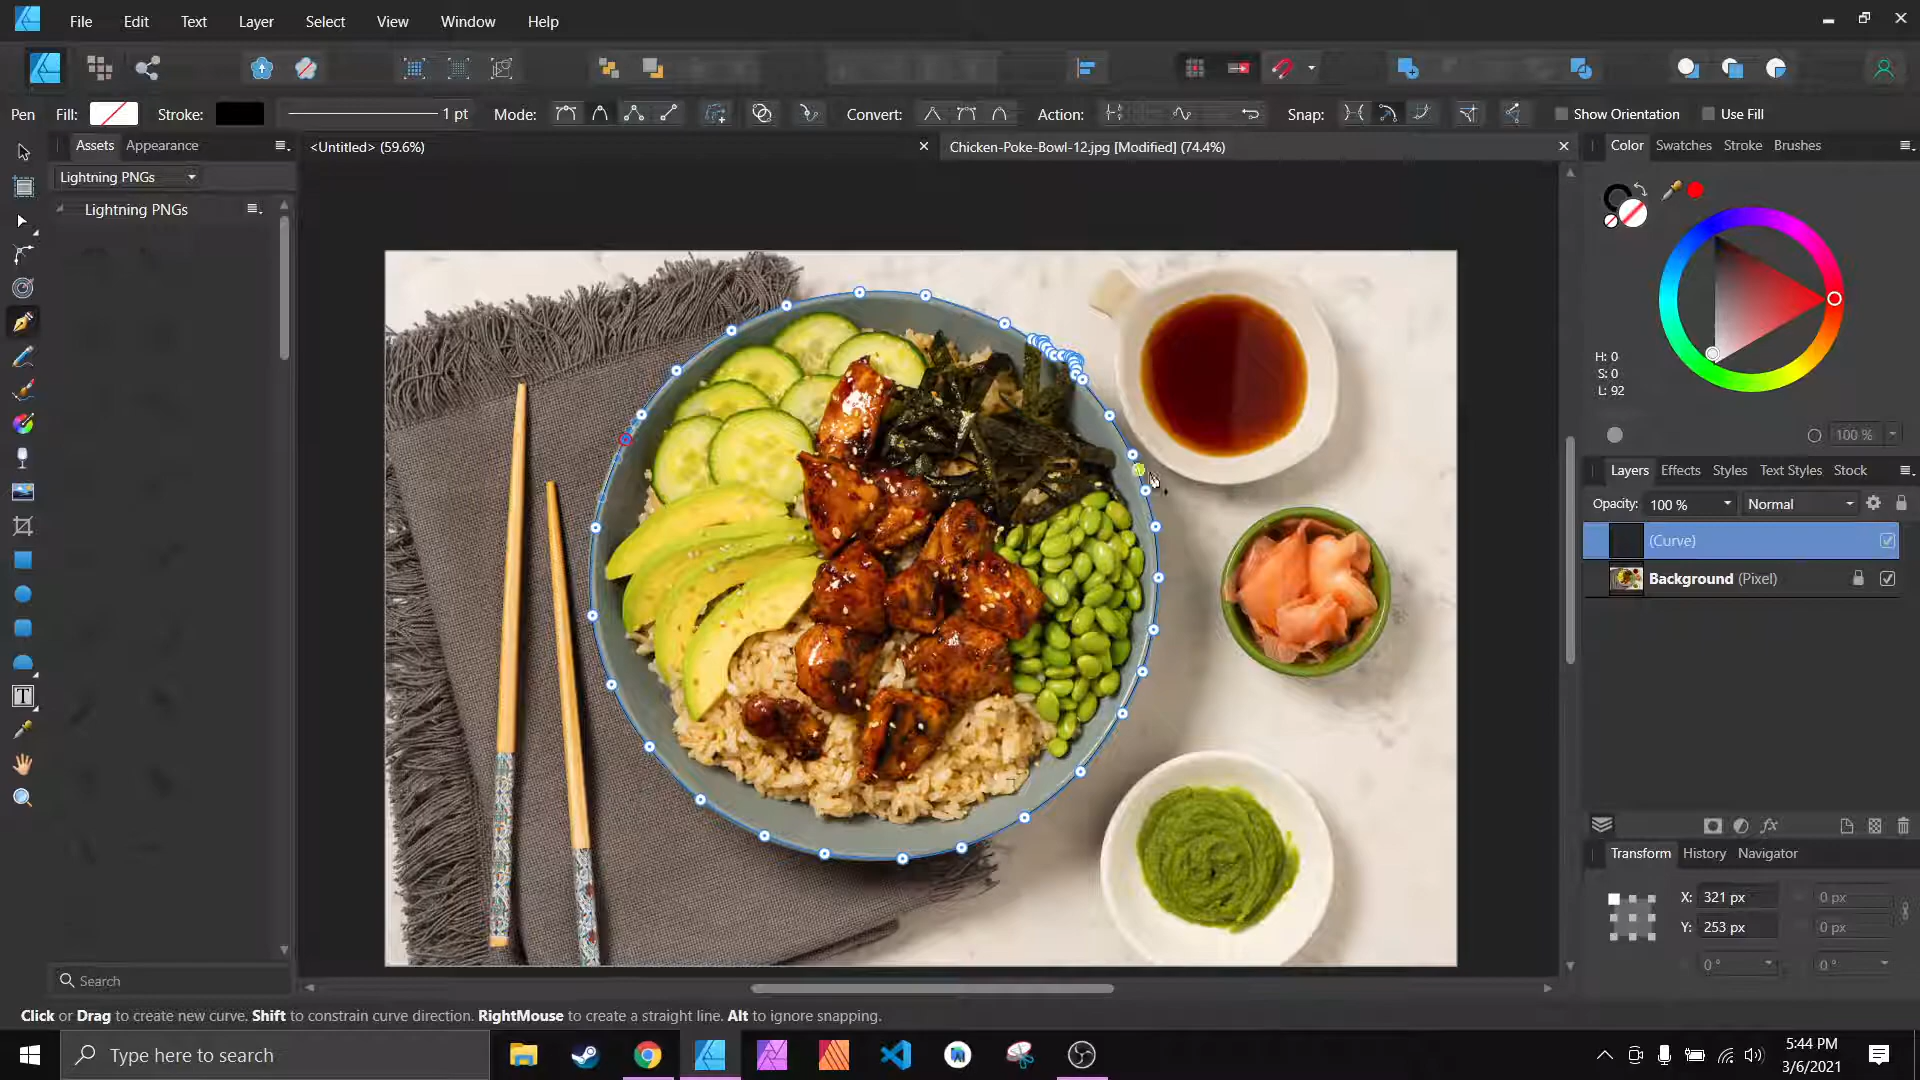 File Edit Text Layer Select View Window Help
Pen Fill: Stroke: 1 pt Mode: Convert: Action: Snap: Show Orientation Use Fill
Assets Appearance
<Untitled> (59.6%)
Chicken-Poke-Bowl-12.jpg [Modified] (74.4%)
Color Swatches Stroke Brushes
Lightning PNGs
Lightning PNGs
H: 0
S: 0
L: 92
100 %
Layers Effects Styles Text Styles Stock
Opacity: 100 % Normal
(Curve)
Background (Pixel)
Transform History Navigator
X: 321 px 0 px
Y: 253 px 0 px
0 ° 0 °
Search
Click or Drag to create new curve. Shift to constrain curve direction. RightMouse to create a straight line. Alt to ignore snapping.
Type here to search
5:44 PM
3/6/2021